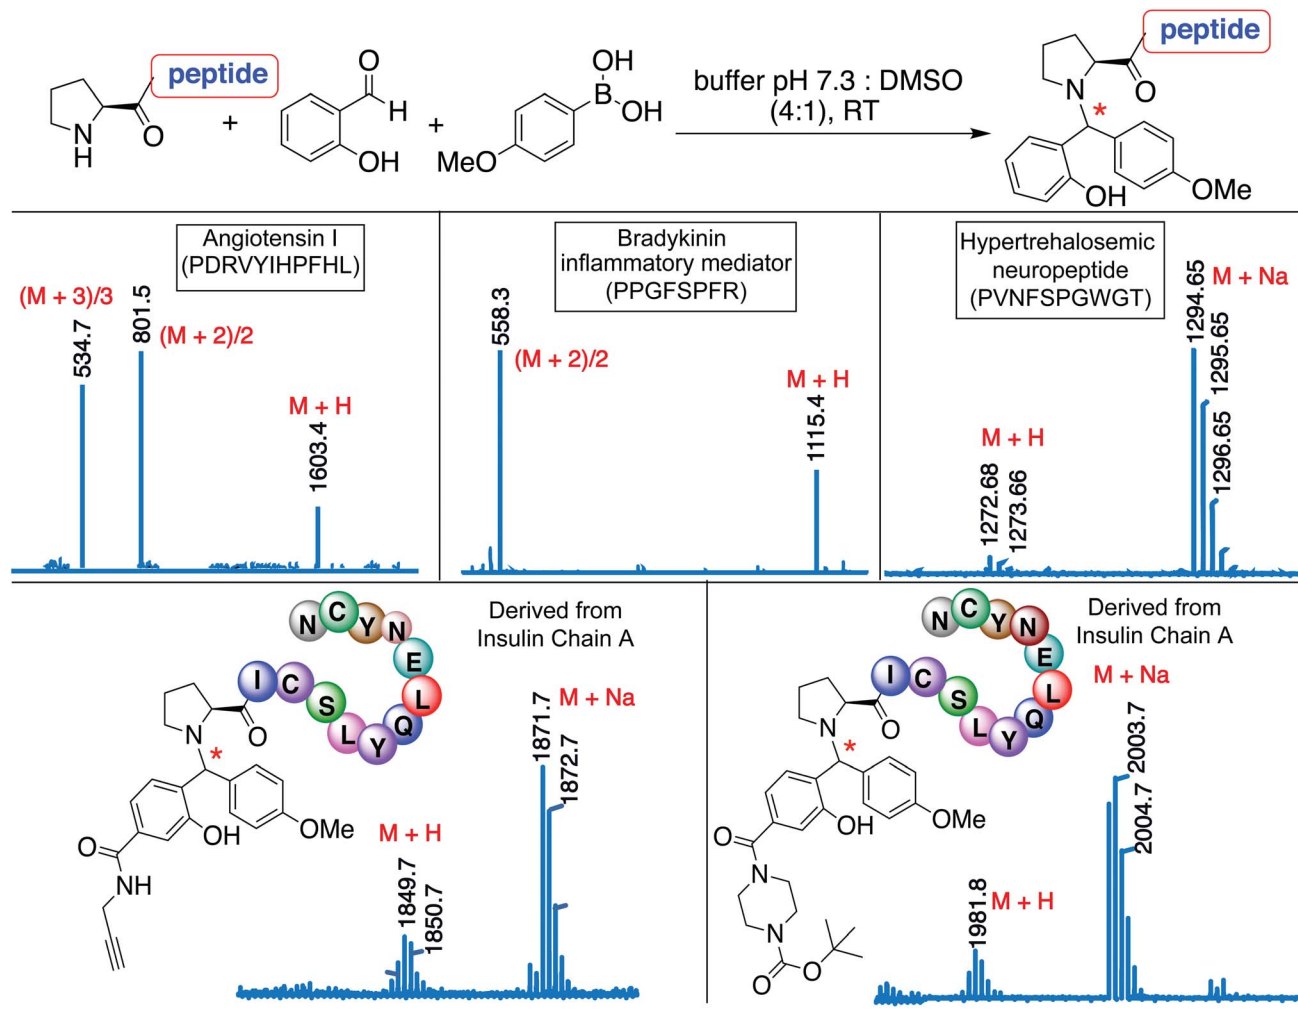 peptide
N
H
O
+
O
H
OH
+
OH
B
OH
MeO
buffer pH 7.3 : DMSO
(4:1), RT
peptide
N
O
*
OH
OMe
Angiotensin I
(PDRVYIHPFHL)
(M + 3)/3
534.7
801.5
(M + 2)/2
M + H
1603.4
Bradykinin
inflammatory mediator
(PPGFSPFR)
558.3
(M + 2)/2
M + H
1115.4
Hypertrehalosemic
neuropeptide
(PVNFSPGWGT)
M + H
1272.68
1273.66
1294.65
M + Na
1295.65
1296.65
Derived from
Insulin Chain A
N C Y N E L Q Y L S C I
N
O
*
OH
OMe
O
NH
M + H
1849.7
1850.7
1871.7
M + Na
1872.7
Derived from
Insulin Chain A
N C Y N E L Q Y L S C I
N
O
*
OH
OMe
O
N
N
O
O
1981.8
M + H
M + Na
2003.7
2004.7